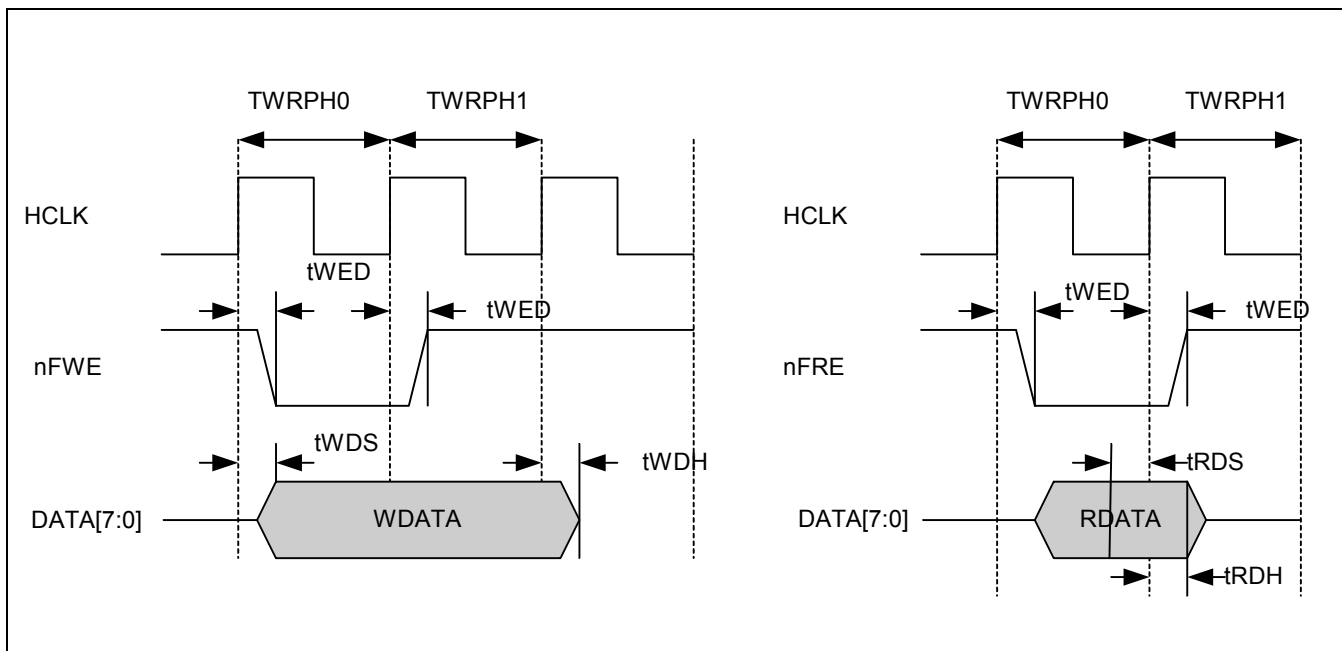 TWRPH0 TWRPH1
HCLK
tWED
tWED
nFWE
tWDS
tWDH
DATA[7:0]
WDATA
TWRPH0 TWRPH1
HCLK
tWED
tWED
nFRE
tRDS
DATA[7:0]
RDATA
tRDH